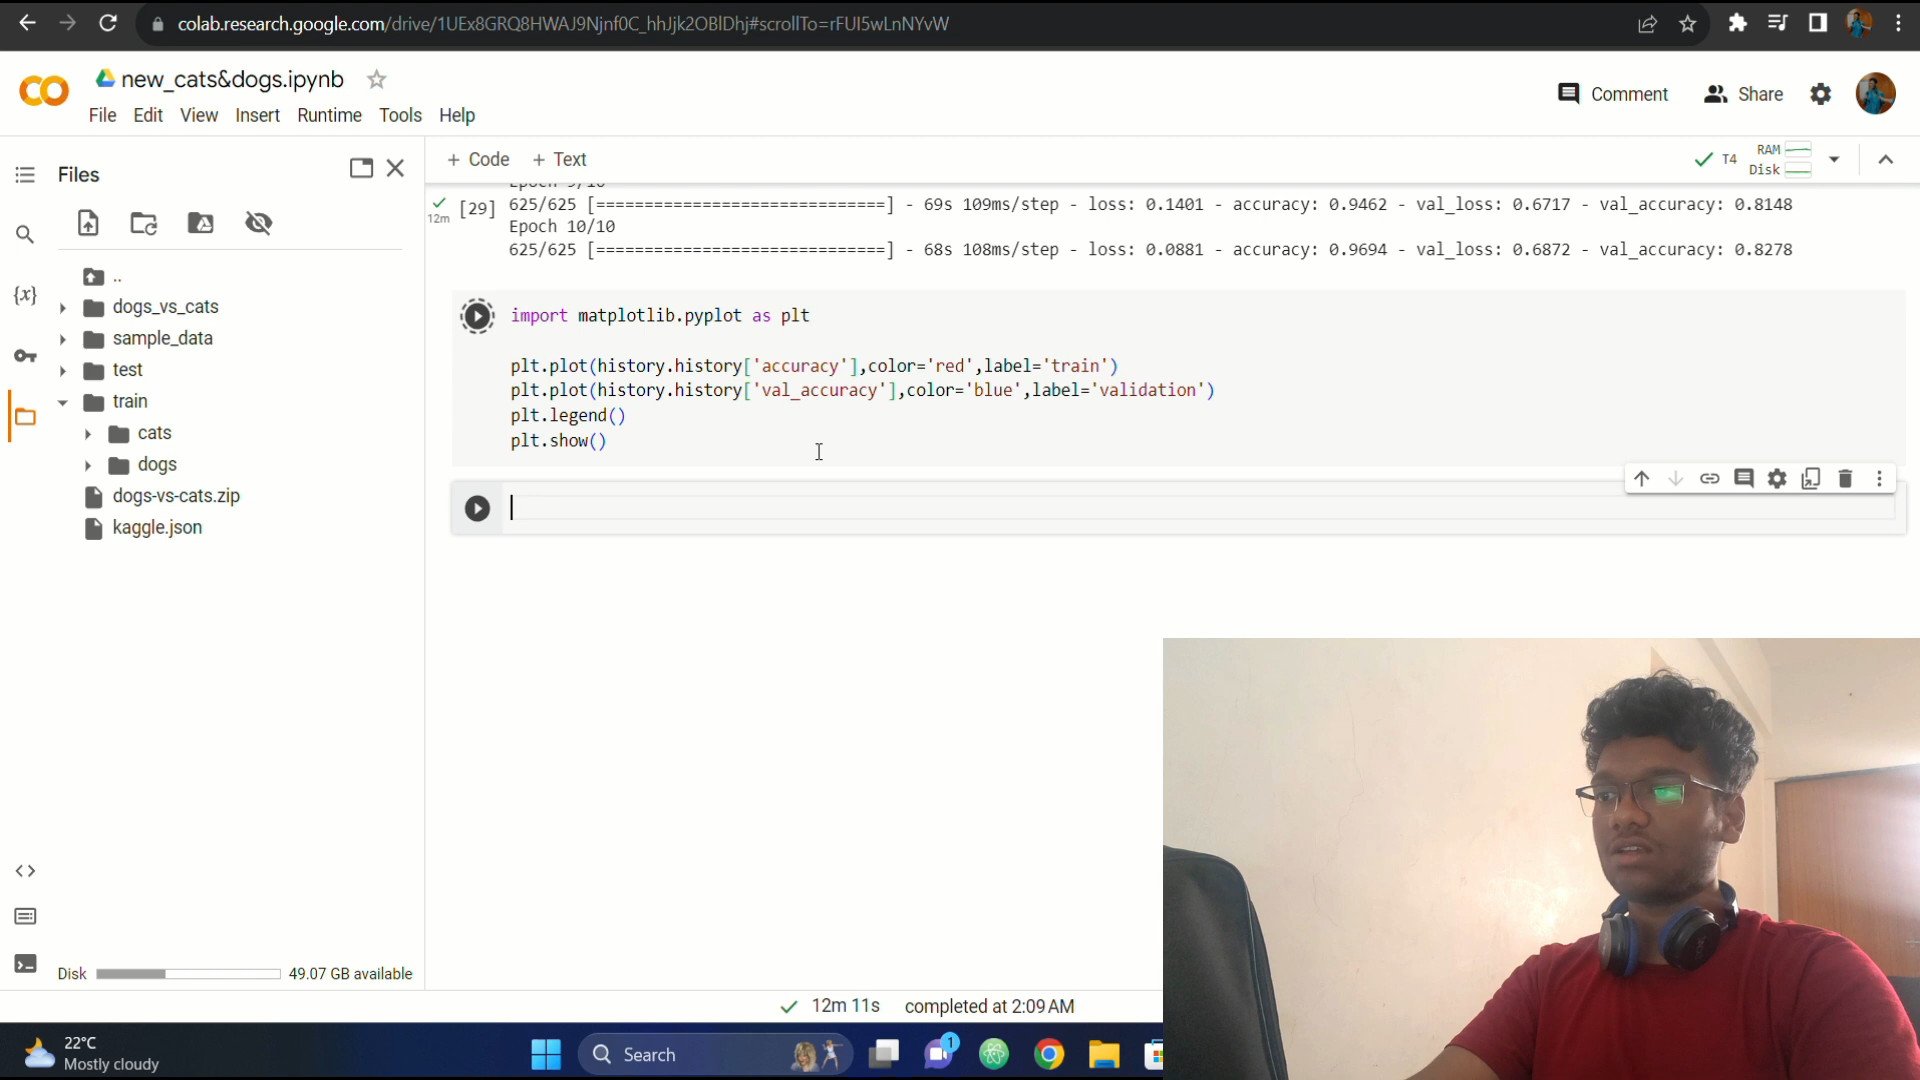 colab.research.google.com/drive/1UEx8GRQ8HWAJ9Njnf0C_hhJjk2OBlDhj#scrollTo=rFUI5wLnNYvW
new_cats&dogs.ipynb
File Edit View Insert Runtime Tools Help
Comment
Share
Files
+ Code + Text
T4
RAM
Disk
Epoch 9/10
12m
[29]
625/625 [==============================] - 69s 109ms/step - loss: 0.1401 - accuracy: 0.9462 - val_loss: 0.6717 - val_accuracy: 0.8148
Epoch 10/10
625/625 [==============================] - 68s 108ms/step - loss: 0.0881 - accuracy: 0.9694 - val_loss: 0.6872 - val_accuracy: 0.8278
{x}
..
dogs_vs_cats
sample_data
test
train
cats
dogs
dogs-vs-cats.zip
kaggle.json
import matplotlib.pyplot as plt
plt.plot(history.history['accuracy'],color='red',label='train')
plt.plot(history.history['val_accuracy'],color='blue',label='validation')
plt.legend()
plt.show()
Disk
49.07 GB available
12m 11s completed at 2:09 AM
22°C
Mostly cloudy
Search
1